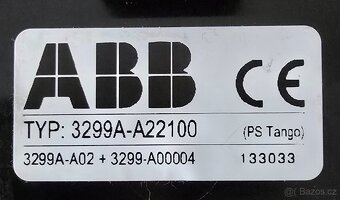 ABB CE
TYP: 3299A-A22100 (PS Tango)
3299A-A02 + 3299-A00004 133033
Bazos.cz